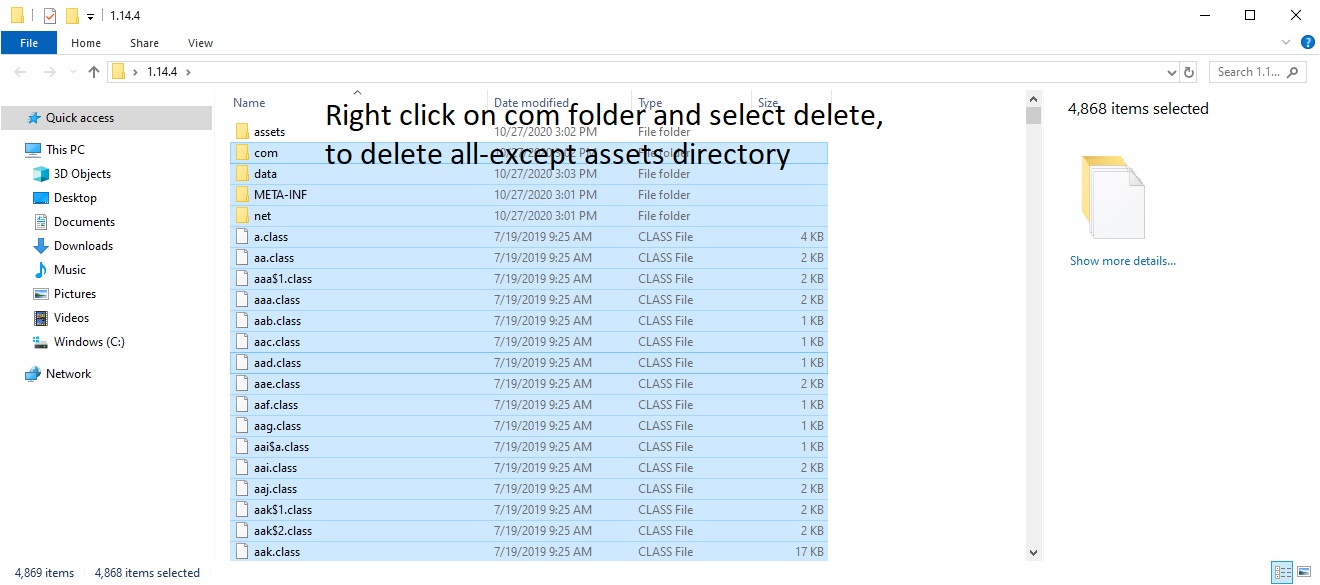 1.14.4
File Home Share View
1.14.4 Search 1.1...
Quick access
This PC
3D Objects
Desktop
Documents
Downloads
Music
Pictures
Videos
Windows (C:)
Network
Name Date modified Type Size
Right click on com folder and select delete,
to delete all-except assets directory
assets 10/27/2020 3:02 PM File folder
com 10/27/2020 3:02 PM File folder
data 10/27/2020 3:03 PM File folder
META-INF 10/27/2020 3:01 PM File folder
net 10/27/2020 3:01 PM File folder
a.class 7/19/2019 9:25 AM CLASS File 4 KB
aa.class 7/19/2019 9:25 AM CLASS File 2 KB
aaa$1.class 7/19/2019 9:25 AM CLASS File 2 KB
aaa.class 7/19/2019 9:25 AM CLASS File 2 KB
aab.class 7/19/2019 9:25 AM CLASS File 1 KB
aac.class 7/19/2019 9:25 AM CLASS File 1 KB
aad.class 7/19/2019 9:25 AM CLASS File 1 KB
aae.class 7/19/2019 9:25 AM CLASS File 2 KB
aaf.class 7/19/2019 9:25 AM CLASS File 1 KB
aag.class 7/19/2019 9:25 AM CLASS File 1 KB
aai$a.class 7/19/2019 9:25 AM CLASS File 1 KB
aai.class 7/19/2019 9:25 AM CLASS File 2 KB
aaj.class 7/19/2019 9:25 AM CLASS File 2 KB
aak$1.class 7/19/2019 9:25 AM CLASS File 2 KB
aak$2.class 7/19/2019 9:25 AM CLASS File 2 KB
aak.class 7/19/2019 9:25 AM CLASS File 17 KB
4,868 items selected
Show more details...
4,869 items 4,868 items selected